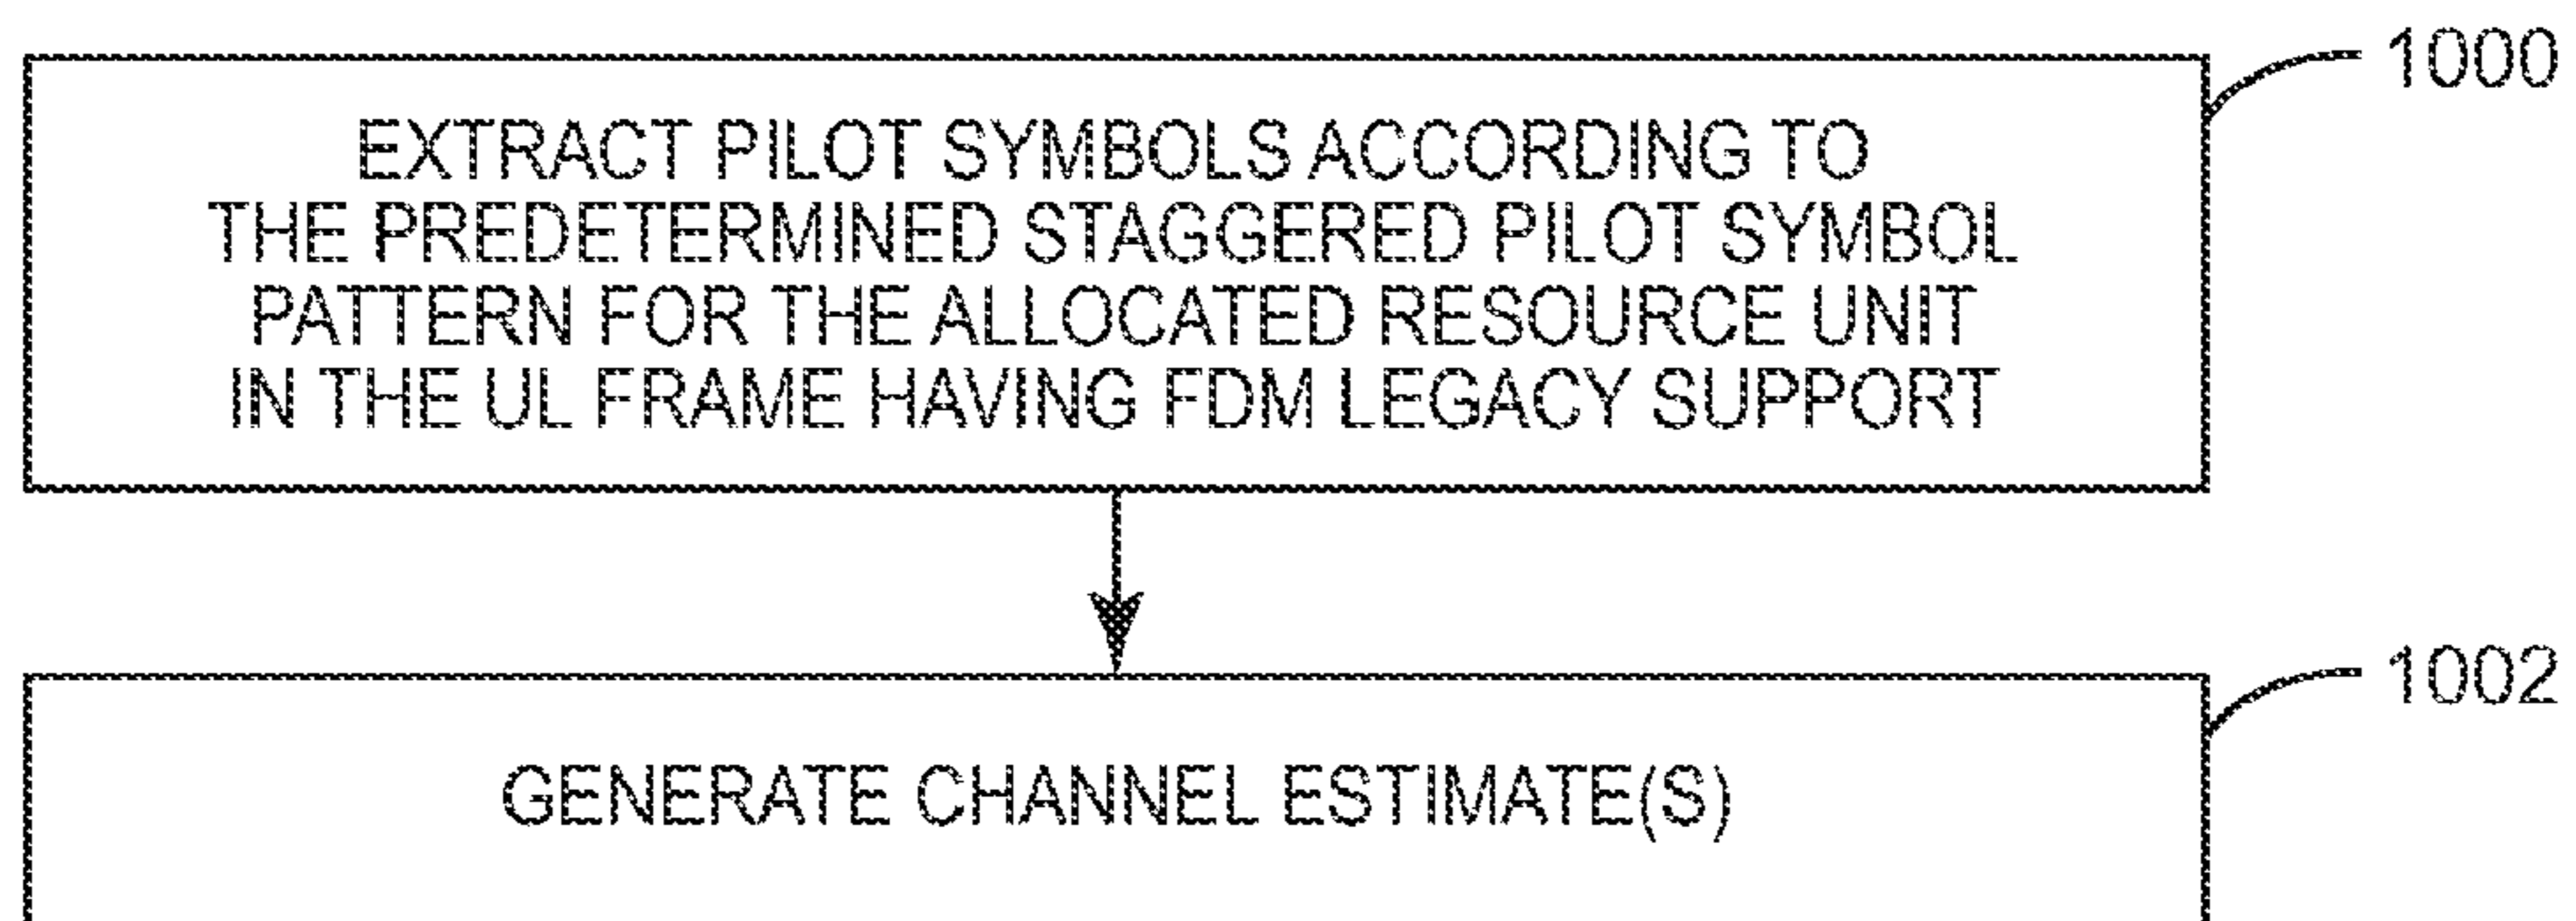 1000
EXTRACT PILOT SYMBOLS ACCORDING TO
THE PREDETERMINED STAGGERED PILOT SYMBOL
PATTERN FOR THE ALLOCATED RESOURCE UNIT
IN THE UL FRAME HAVING FDM LEGACY SUPPORT
1002
GENERATE CHANNEL ESTIMATE(S)